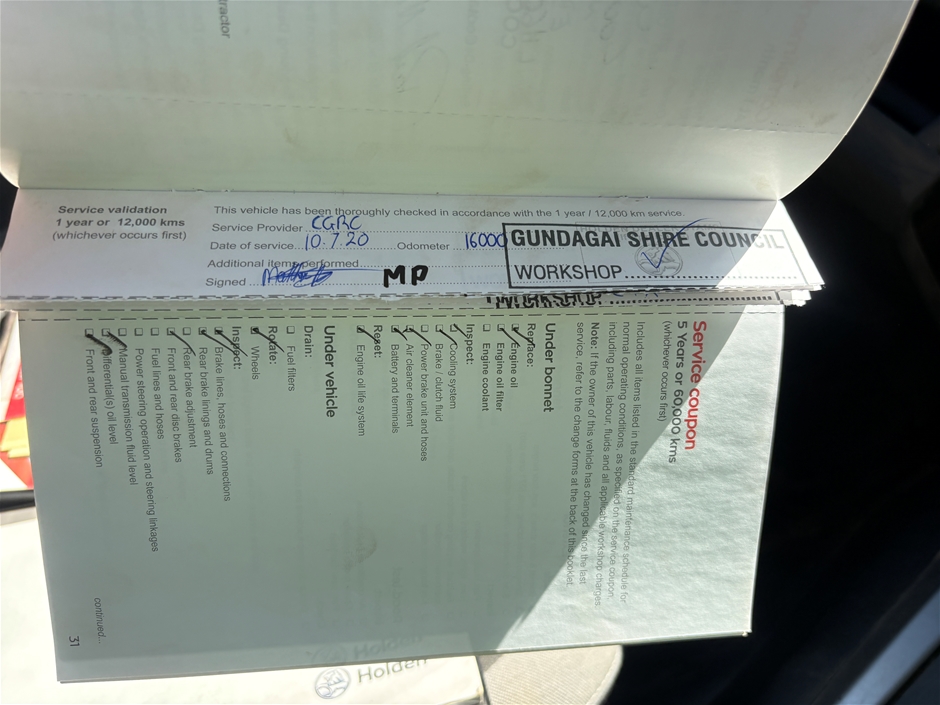 tractor
Service validation
1 year or 12,000 kms
(whichever occurs first)
This vehicle has been thoroughly checked in accordance with the 1 year / 12,000 km service.
Service Provider CGRC
Date of service 10.7.20 Odometer 16000
Additional items performed
Signed MP
GUNDAGAI SHIRE COUNCIL
WORKSHOP
WORKSHOP
Service coupon
5 Years or 60,000 kms
(whichever occurs first)
Includes all items listed in the standard maintenance schedule for
normal operating conditions, as specified on the service coupon,
including parts, labour, fluids and all applicable workshop charges.
Note: If the owner of this vehicle has changed since the last
service, refer to the change forms at the back of this booklet.
Under bonnet
Replace:
Engine oil
Engine oil filter
Engine coolant
Inspect:
Cooling system
Brake / clutch fluid
Power brake unit and hoses
Air cleaner element
Battery and terminals
Reset:
Engine oil life system
Under vehicle
Drain:
Fuel filters
Rotate:
Wheels
Inspect:
Brake lines, hoses and connections
Rear brake linings and drums
Rear brake adjustment
Front and rear disc brakes
Fuel lines and hoses
Power steering operation and steering linkages
Manual transmission fluid level
Differential(s) oil level
Front and rear suspension
continued...
31
Holden